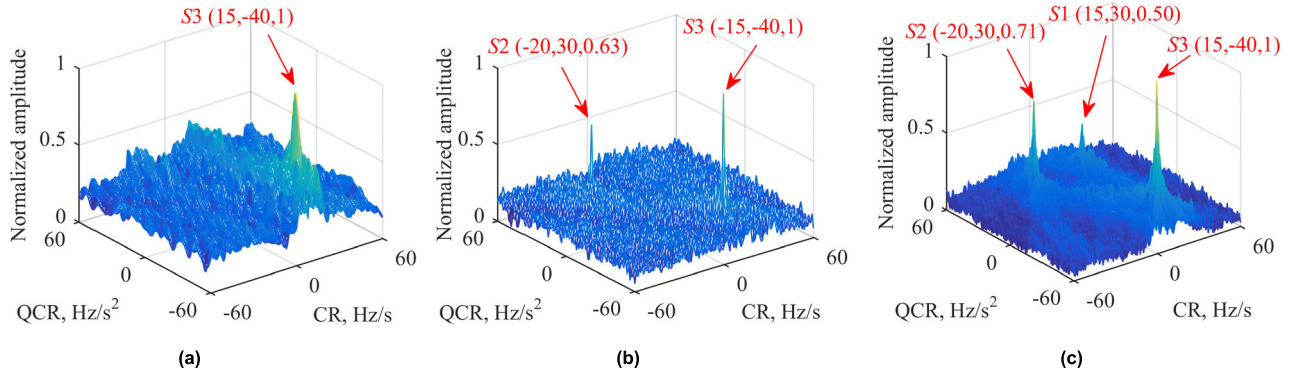 S3 (15,-40,1)
Normalized amplitude
1
0.5
0
60
0
-60
QCR, Hz/s2
-60
0
60
CR, Hz/s
(a)
S2 (-20,30,0.63)
S3 (-15,-40,1)
Normalized amplitude
1
0.5
0
60
0
-60
QCR, Hz/s2
-60
0
60
CR, Hz/s
(b)
S1 (15,30,0.50)
S2 (-20,30,0.71)
S3 (15,-40,1)
Normalized amplitude
1
0.5
0
60
0
-60
QCR, Hz/s2
-60
0
60
CR, Hz/s
(c)